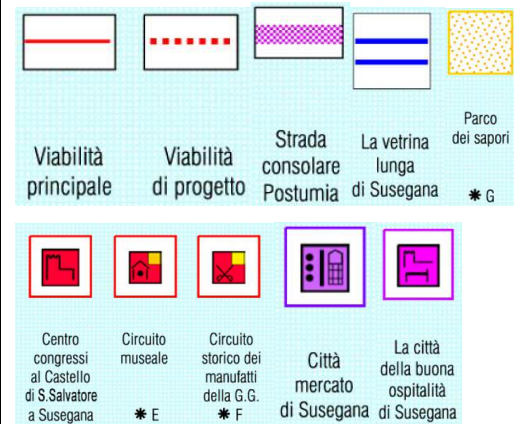 Viabilità
principale
Viabilità
di progetto
Strada
consolare
Postumia
La vetrina
lunga
di Susegana
Parco
dei sapori
✱ G
Centro
congressi
al Castello
di S.Salvatore
a Susegana
Circuito
museale
✱ E
Circuito
storico dei
manufatti
della G.G.
✱ F
Città
mercato
di Susegana
La città
della buona
ospitalità
di Susegana